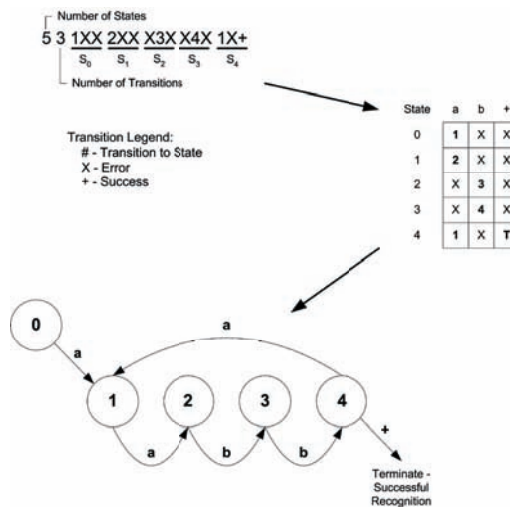 Number of States
5 3 1XX 2XX X3X X4X 1X+
S0 S1 S2 S3 S4
Number of Transitions
Transition Legend:
# - Transition to State
X - Error
+ - Success
State a b +
0 1 X X
1 2 X X
2 X 3 X
3 X 4 X
4 1 X T
0
a
a
1 2 3 4
+
a b b
Terminate -
Successful
Recognition